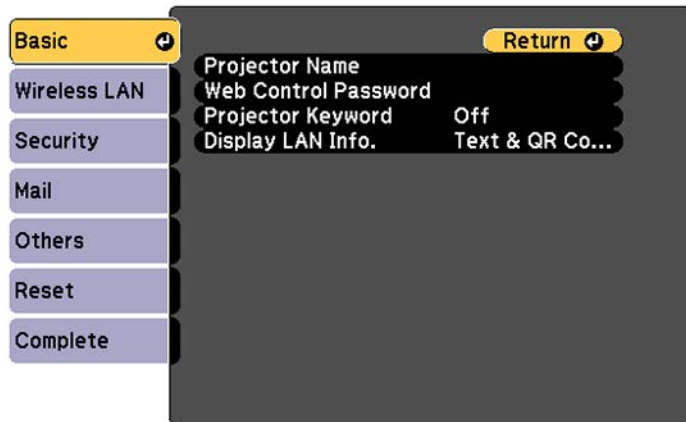 Basic
Wireless LAN
Security
Mail
Others
Reset
Complete
Return
Projector Name
Web Control Password
Projector Keyword Off
Display LAN Info. Text & QR Co...